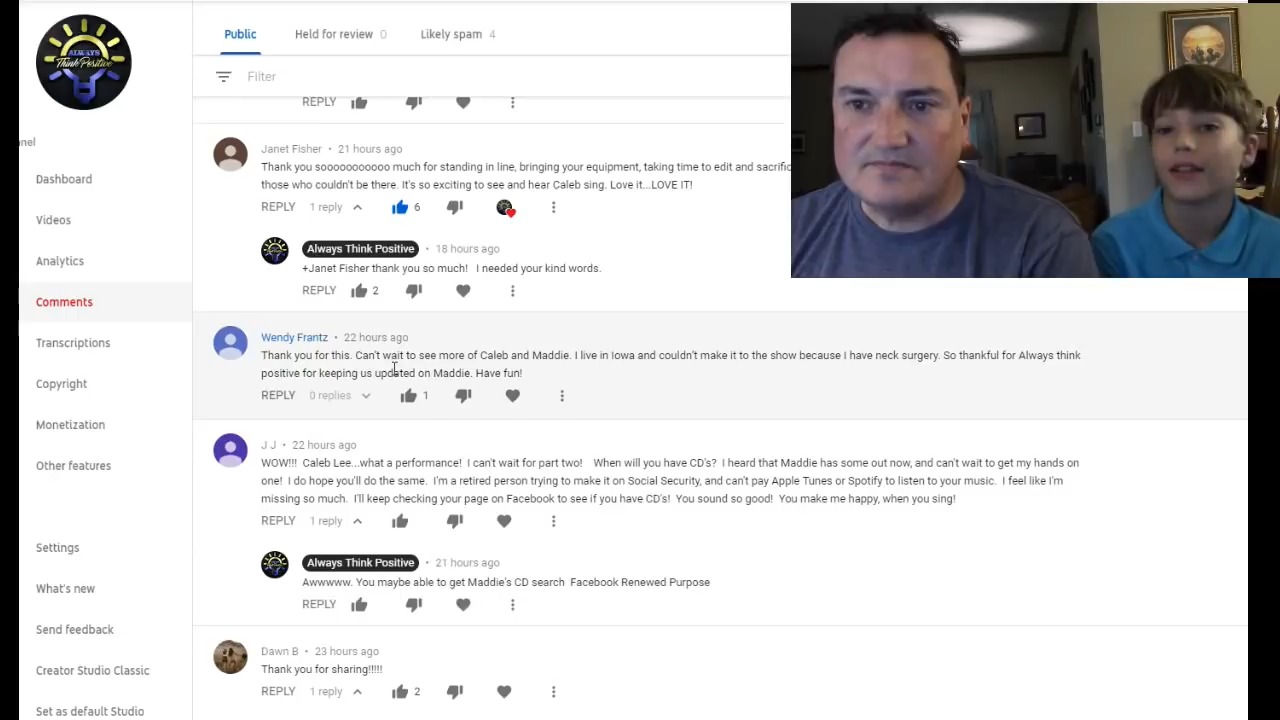 ALWAYS
Think Positive
nel
Dashboard
Videos
Analytics
Comments
Transcriptions
Copyright
Monetization
Other features
Settings
What's new
Send feedback
Creator Studio Classic
Set as default Studio
Public Held for review 0 Likely spam 4
Filter
REPLY
Janet Fisher • 21 hours ago
Thank you sooooooooooo much for standing in line, bringing your equipment, taking time to edit and sacrific
those who couldn't be there. It's so exciting to see and hear Caleb sing. Love it...LOVE IT!
REPLY 1 reply 6
Always Think Positive • 18 hours ago
+Janet Fisher thank you so much! I needed your kind words.
REPLY 2
Wendy Frantz • 22 hours ago
Thank you for this. Can't wait to see more of Caleb and Maddie. I live in Iowa and couldn't make it to the show because I have neck surgery. So thankful for Always think
positive for keeping us updated on Maddie. Have fun!
REPLY 0 replies 1
J J • 22 hours ago
WOW!!! Caleb Lee...what a performance! I can't wait for part two! When will you have CD's? I heard that Maddie has some out now, and can't wait to get my hands on
one! I do hope you'll do the same. I'm a retired person trying to make it on Social Security, and can't pay Apple Tunes or Spotify to listen to your music. I feel like I'm
missing so much. I'll keep checking your page on Facebook to see if you have CD's! You sound so good! You make me happy, when you sing!
REPLY 1 reply
Always Think Positive • 21 hours ago
Awwwww. You maybe able to get Maddie's CD search Facebook Renewed Purpose
REPLY
Dawn B • 23 hours ago
Thank you for sharing!!!!!
REPLY 1 reply 2